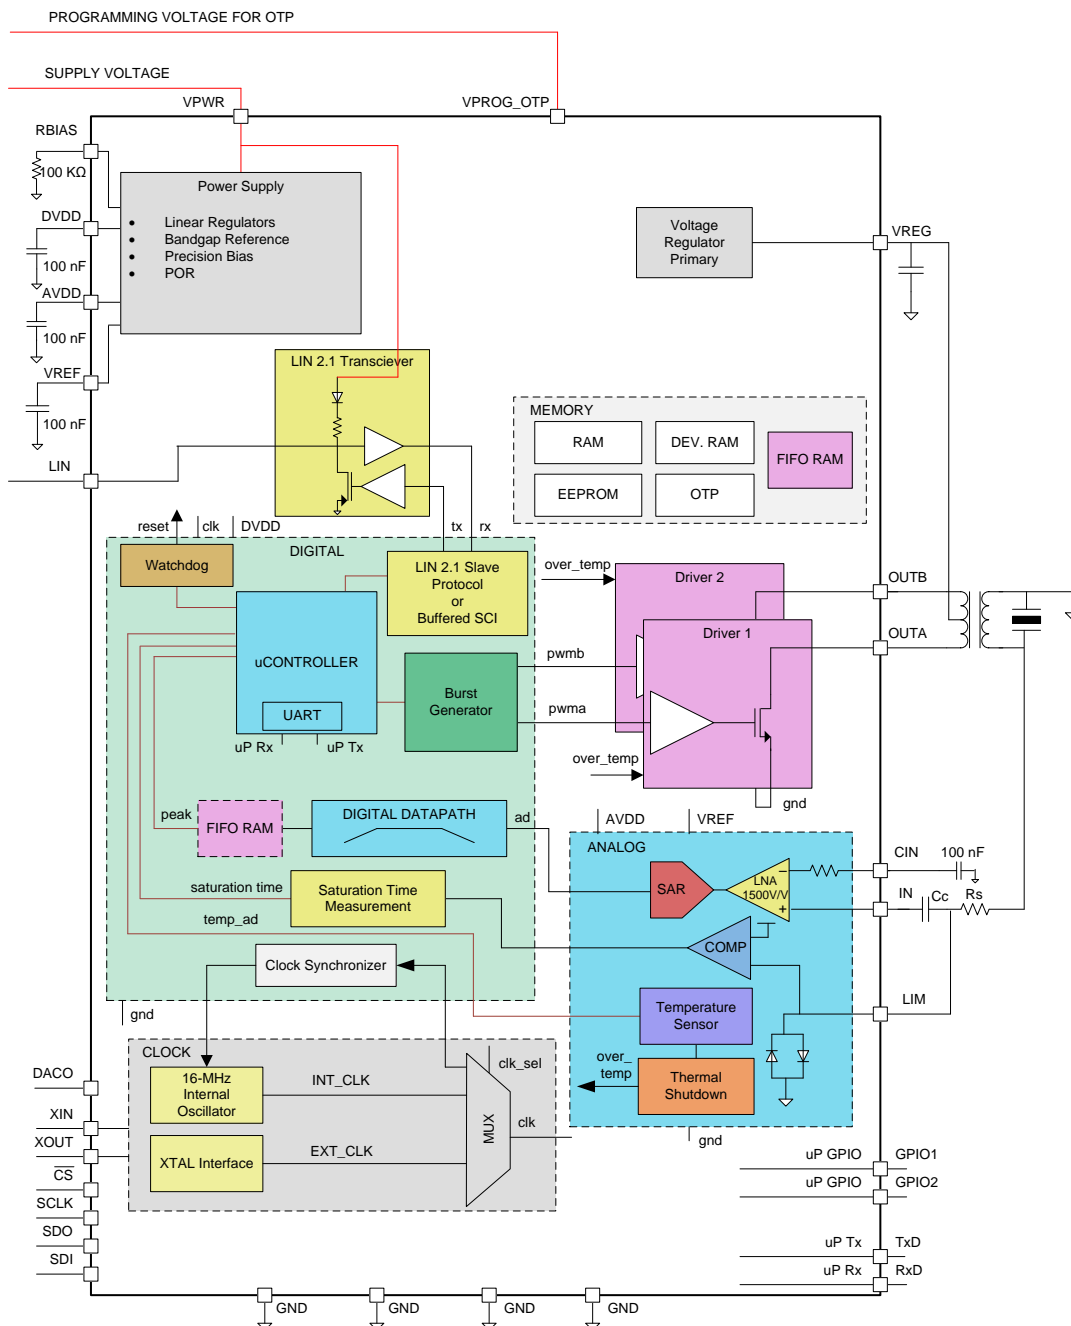 PROGRAMMING VOLTAGE FOR OTP
SUPPLY VOLTAGE
VPWR
VPROG_OTP
RBIAS
100 KΩ
DVDD
100 nF
AVDD
100 nF
VREF
100 nF
LIN
Power Supply
• Linear Regulators
• Bandgap Reference
• Precision Bias
• POR
Voltage
Regulator
Primary
VREG
LIN 2.1 Transciever
MEMORY
RAM
DEV. RAM
FIFO RAM
EEPROM
OTP
reset
clk
DVDD
tx
rx
DIGITAL
Watchdog
LIN 2.1 Slave
Protocol
or
Buffered SCI
uCONTROLLER
UART
uP Rx
uP Tx
Burst
Generator
over_temp
Driver 2
Driver 1
pwmb
pwma
over_temp
gnd
OUTB
OUTA
peak
FIFO RAM
DIGITAL DATAPATH
ad
saturation time
Saturation Time
Measurement
temp_ad
Clock Synchronizer
gnd
AVDD
VREF
ANALOG
SAR
LNA
1500V/V
−
+
COMP
Temperature
Sensor
over_
temp
Thermal
Shutdown
gnd
CIN
100 nF
IN
Cc
Rs
LIM
CLOCK
16-MHz
Internal
Oscillator
INT_CLK
XTAL Interface
EXT_CLK
clk_sel
MUX
clk
DACO
XIN
XOUT
CS
SCLK
SDO
SDI
uP GPIO
GPIO1
uP GPIO
GPIO2
uP Tx
TxD
uP Rx
RxD
GND
GND
GND
GND